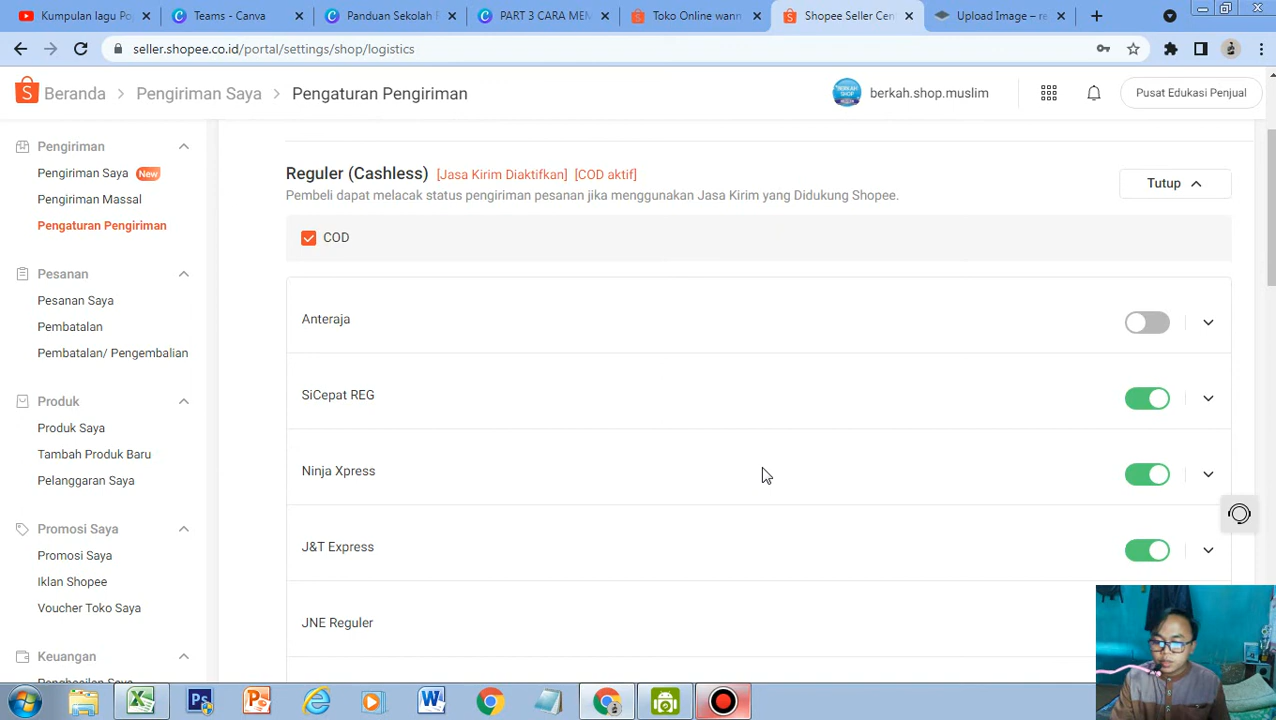 Kumpulan lagu Po
Teams - Canva
Panduan Sekolah F
PART 3 CARA MEN
Toko Online wann
Shopee Seller Cen
Upload Image – re
seller.shopee.co.id/portal/settings/shop/logistics
Beranda > Pengiriman Saya > Pengaturan Pengiriman
berkah.shop.muslim
Pusat Edukasi Penjual
Pengiriman
Pengiriman Saya New
Pengiriman Massal
Pengaturan Pengiriman
Pesanan
Pesanan Saya
Pembatalan
Pembatalan/ Pengembalian
Produk
Produk Saya
Tambah Produk Baru
Pelanggaran Saya
Promosi Saya
Promosi Saya
Iklan Shopee
Voucher Toko Saya
Keuangan
Reguler (Cashless) [Jasa Kirim Diaktifkan] [COD aktif]
Tutup
Pembeli dapat melacak status pengiriman pesanan jika menggunakan Jasa Kirim yang Didukung Shopee.
COD
Anteraja
SiCepat REG
Ninja Xpress
J&T Express
JNE Reguler